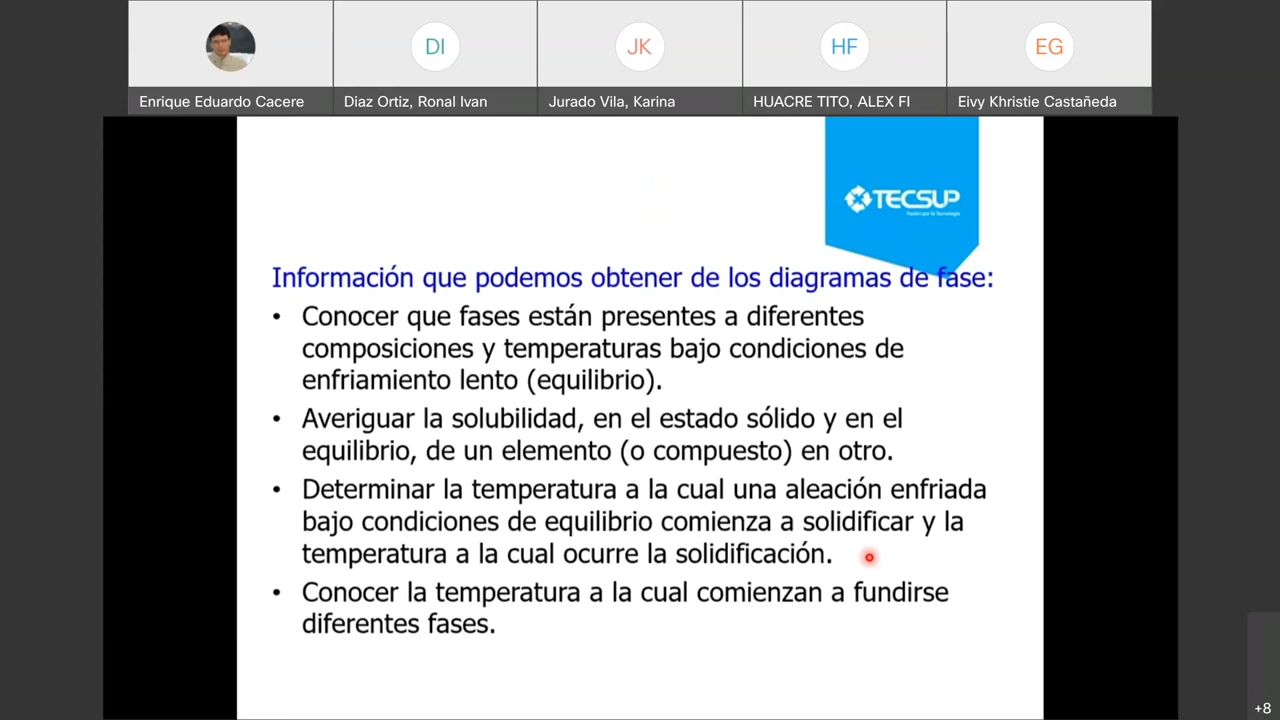 DI
JK
HF
EG
Enrique Eduardo Cacere
Diaz Ortiz, Ronal Ivan
Jurado Vila, Karina
HUACRE TITO, ALEX FI
Eivy Khristie Castañeda
TECSUP
Pasión por la Tecnología
Información que podemos obtener de los diagramas de fase:
• Conocer que fases están presentes a diferentes
composiciones y temperaturas bajo condiciones de
enfriamiento lento (equilibrio).
• Averiguar la solubilidad, en el estado sólido y en el
equilibrio, de un elemento (o compuesto) en otro.
• Determinar la temperatura a la cual una aleación enfriada
bajo condiciones de equilibrio comienza a solidificar y la
temperatura a la cual ocurre la solidificación.
• Conocer la temperatura a la cual comienzan a fundirse
diferentes fases.
+8